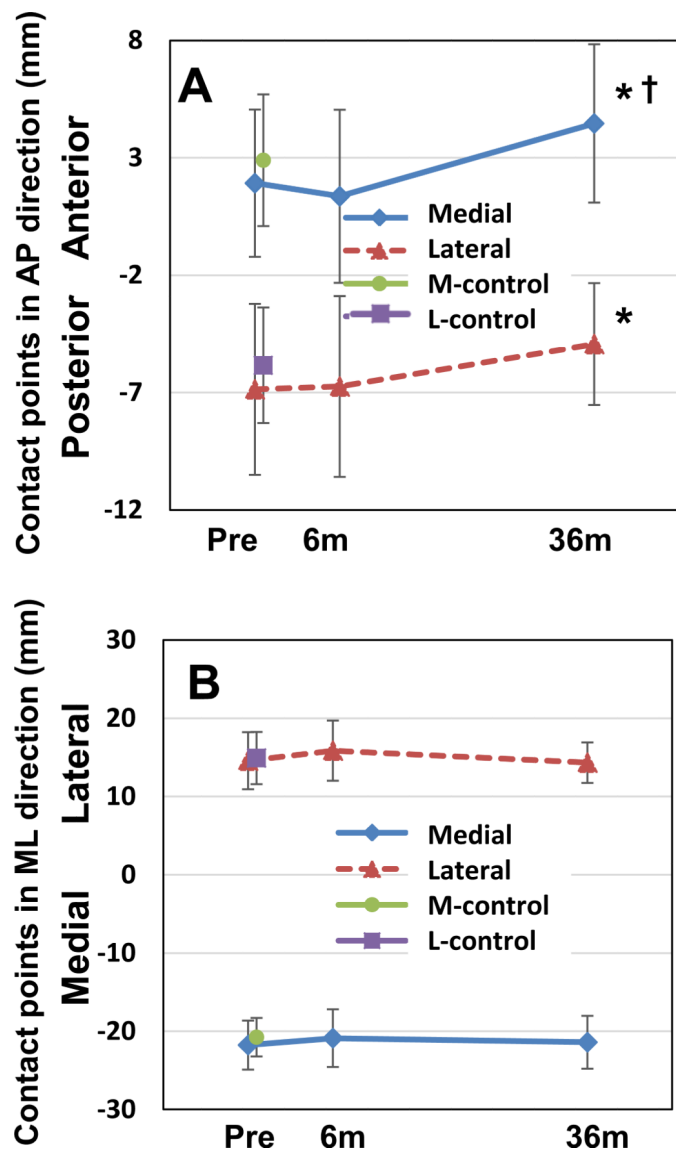 Contact points in AP direction (mm)
Posterior Anterior
A
8
3
-2
-7
-12
* †
*
Medial
Lateral
M-control
L-control
Pre 6m 36m
Contact points in ML direction (mm)
Medial Lateral
B
30
20
10
0
-10
-20
-30
Medial
Lateral
M-control
L-control
Pre 6m 36m